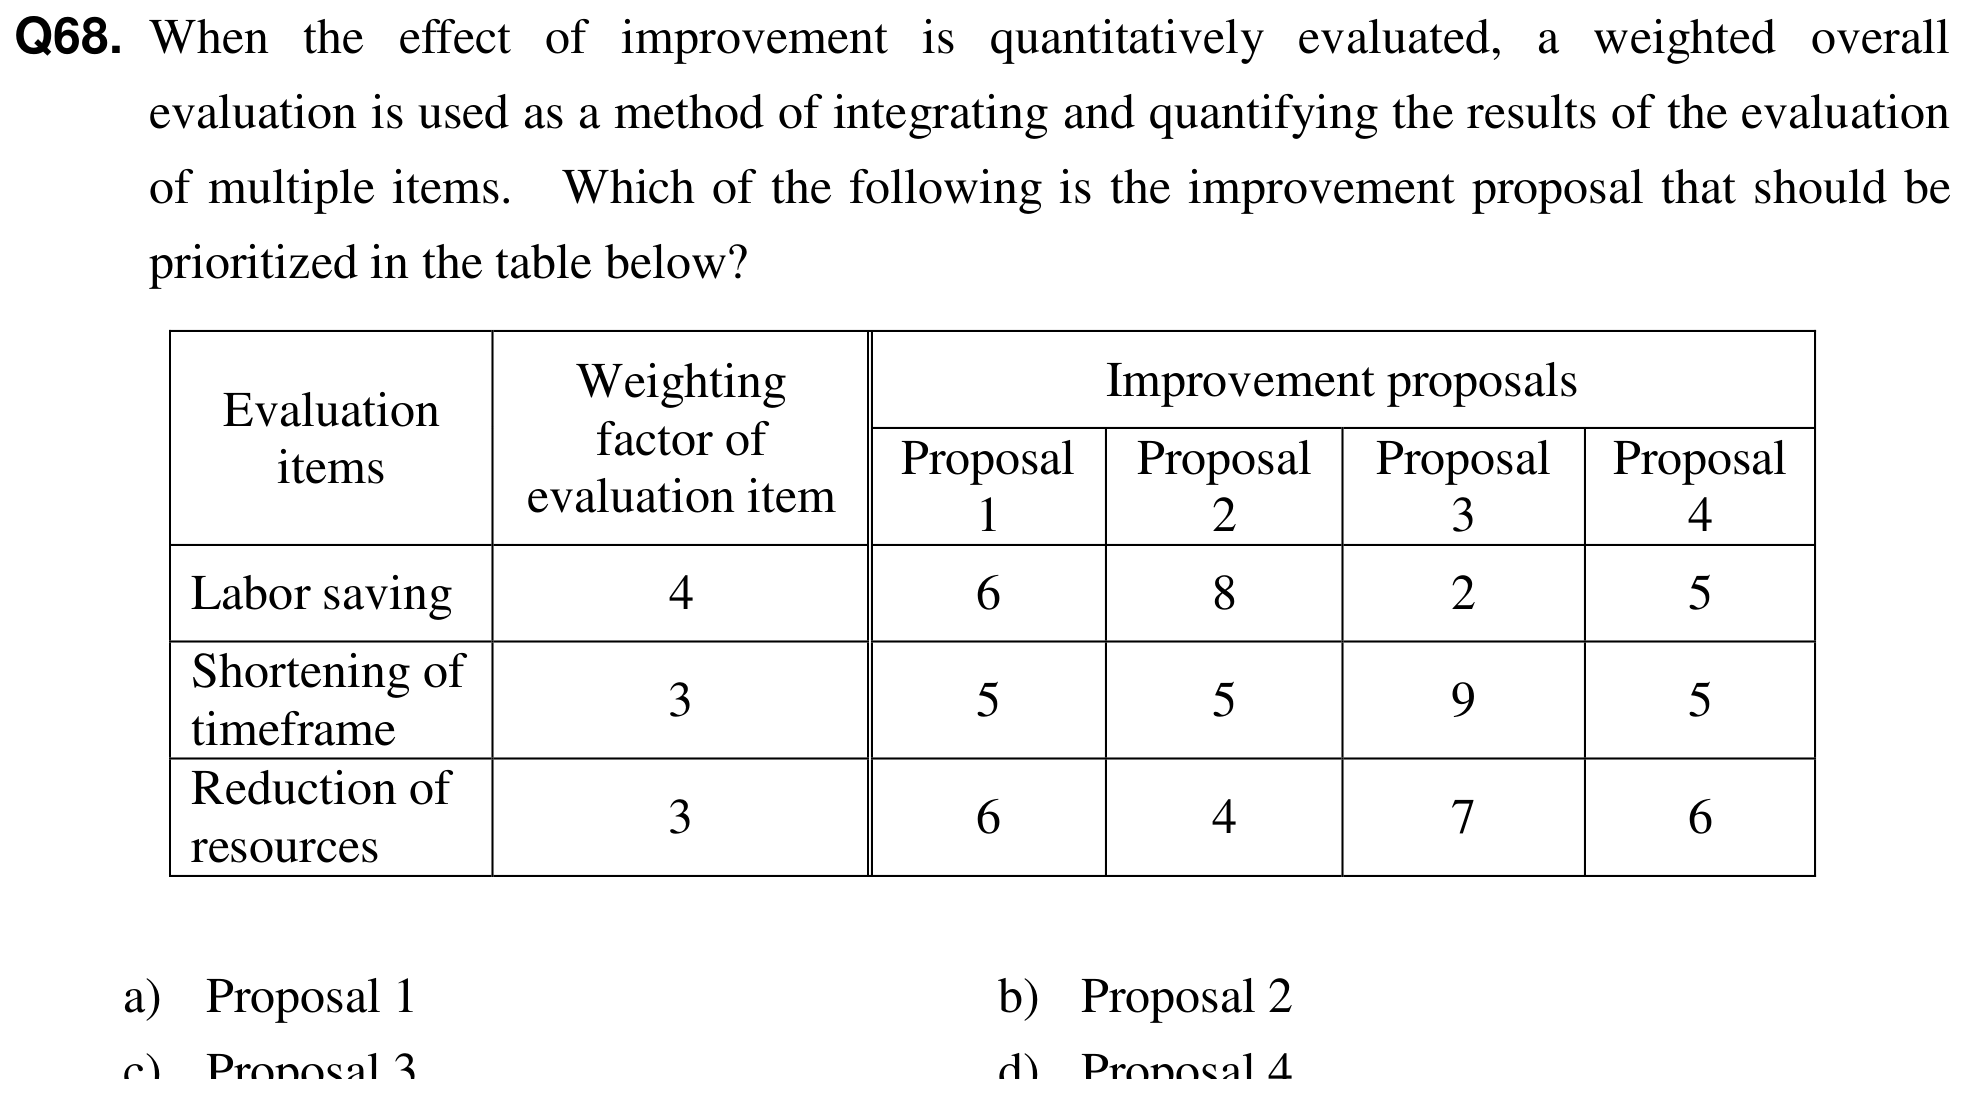 Q68. When the effect of improvement is quantitatively evaluated, a weighted overall
evaluation is used as a method of integrating and quantifying the results of the evaluation
of multiple items. Which of the following is the improvement proposal that should be
prioritized in the table below?
Evaluation
items
Weighting
factor of
evaluation item
Improvement proposals
Proposal
1
Proposal
2
Proposal
3
Proposal
4
Labor saving 4 6 8 2 5
Shortening of
timeframe
3 5 5 9 5
Reduction of
resources
3 6 4 7 6
a) Proposal 1 b) Proposal 2
c) Proposal 3 d) Proposal 4